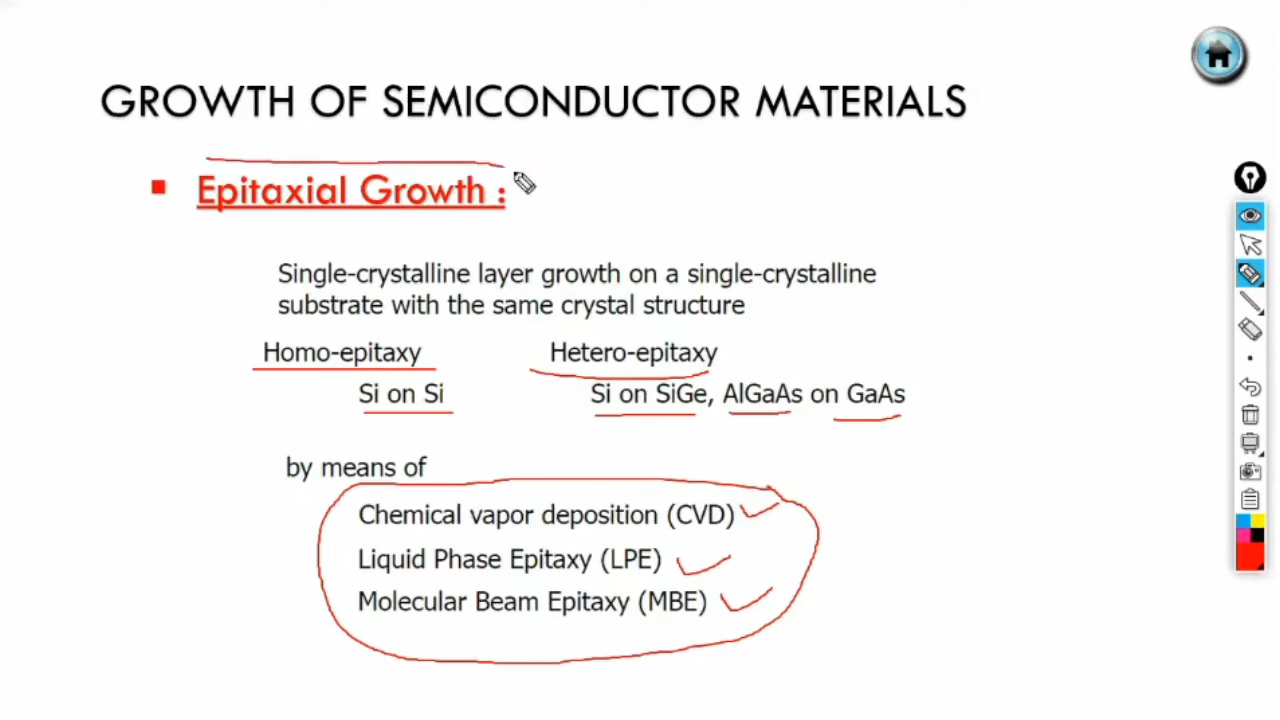 GROWTH OF SEMICONDUCTOR MATERIALS
Epitaxial Growth :
Single-crystalline layer growth on a single-crystalline
substrate with the same crystal structure
Homo-epitaxy Hetero-epitaxy
Si on Si Si on SiGe, AlGaAs on GaAs
by means of
Chemical vapor deposition (CVD)
Liquid Phase Epitaxy (LPE)
Molecular Beam Epitaxy (MBE)